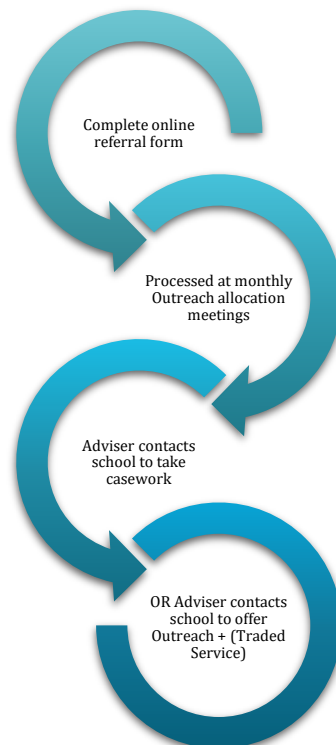 Complete online
referral form
Processed at monthly
Outreach allocation
meetings
Adviser contacts
school to take
casework
OR Adviser contacts
school to offer
Outreach + (Traded
Service)